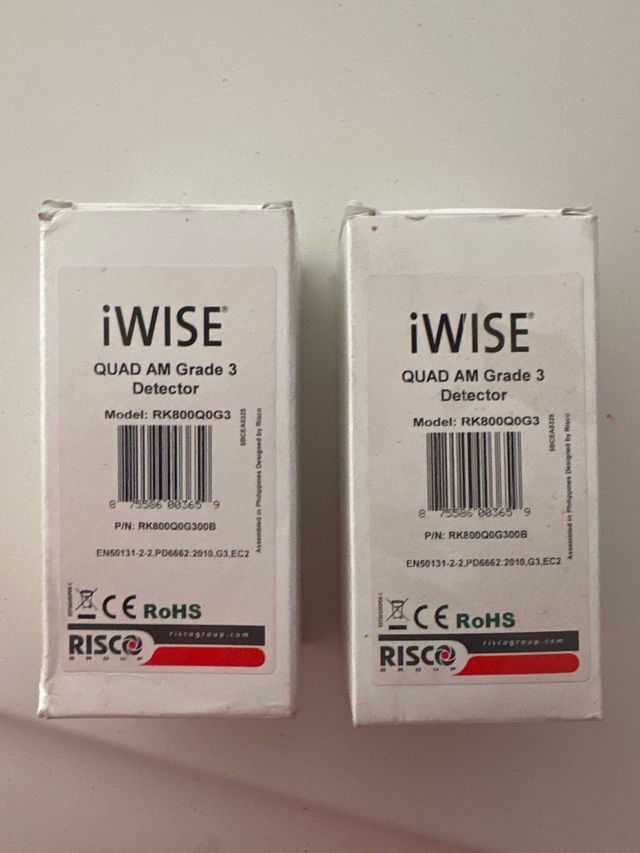 iWISE®
QUAD AM Grade 3
Detector
Model: RK800Q0G3
8 75586 00365 9
P/N: RK800Q0G300B
EN50131-2-2,PD6662:2010,G3,EC2
5BCEA0325
Assembled in Philippines Designed by Risco
CE RoHS
riscogroup.com
RISCO
GROUP
iWISE®
QUAD AM Grade 3
Detector
Model: RK800Q0G3
8 75586 00365 9
P/N: RK800Q0G300B
EN50131-2-2,PD6662:2010,G3,EC2
5BCEA0325
Assembled in Philippines Designed by Risco
CE RoHS
riscogroup.com
RISCO
GROUP